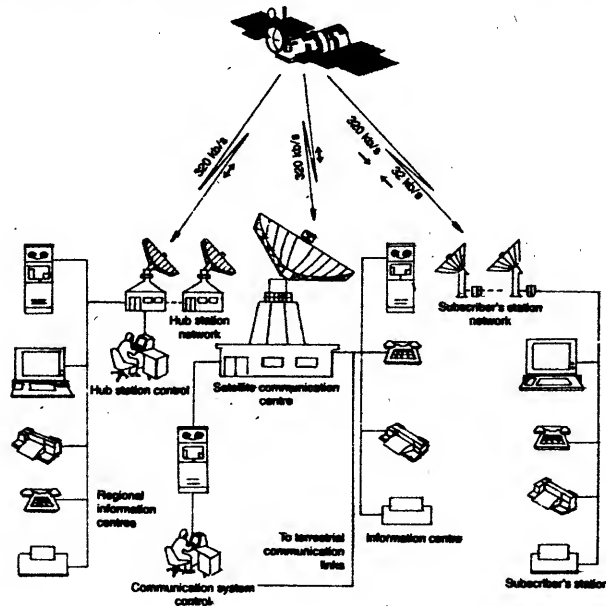 320 kb/s
320 kb/s
320 kb/s
32 kb/s
Hub station
network
Subscriber's station
network
Hub station control
Satellite communication
centre
Regional
information
centres
To terrestrial
communication
links
Information centre
Communication system
control
Subscriber's station